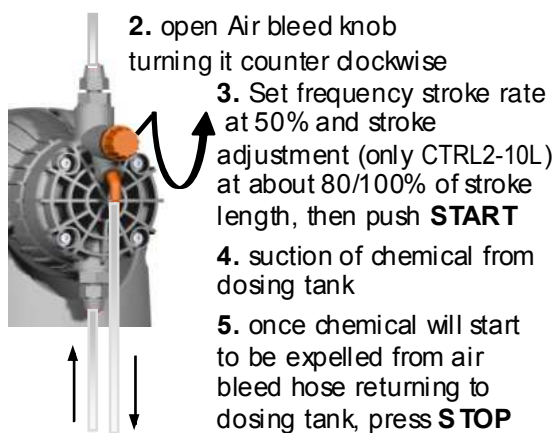 2. open Air bleed knob
turning it counter clockwise
3. Set frequency stroke rate
at 50% and stroke
adjustment (only CTRL2-10L)
at about 80/100% of stroke
length, then push START
4. suction of chemical from
dosing tank
5. once chemical will start
to be expelled from air
bleed hose returning to
dosing tank, press STOP